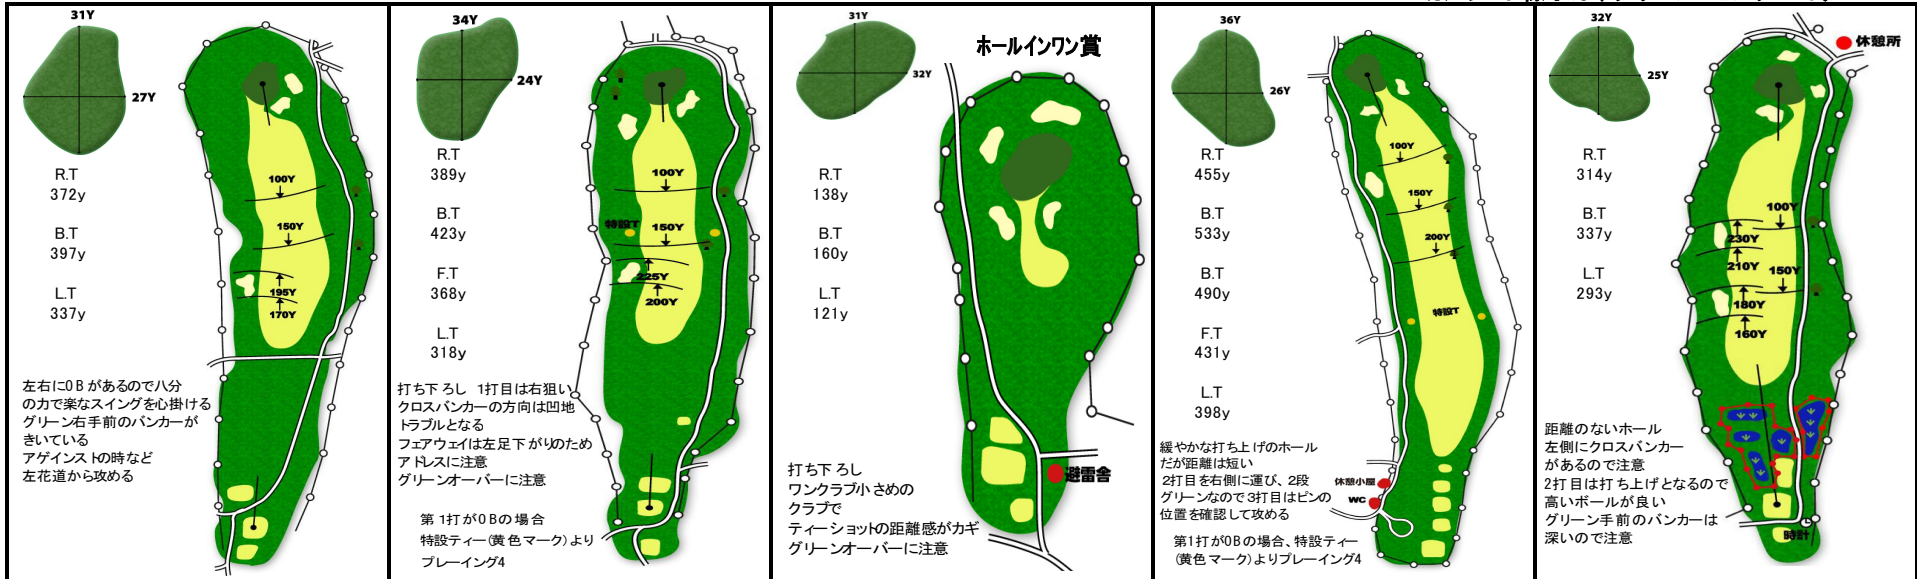 31Y
27Y
R.T
372y
B.T
397y
L.T
337y
100Y
150Y
195Y
170Y
左右にOBがあるので八分
の力で楽なスイングを心掛ける
グリーン右手前のバンカーが
きいている
アゲインストの時など
左花道から攻める
34Y
24Y
R.T
389y
B.T
423y
F.T
368y
L.T
318y
100Y
特設T
150Y
225Y
200Y
打ち下ろし 1打目は右狙い
クロスバンカーの方向は凹地
トラブルとなる
フェアウェイは左足下がりのため
アドレスに注意
グリーンオーバーに注意
第1打がOBの場合
特設ティー(黄色マーク)より
プレーイング4
31Y
32Y
ホールインワン賞
R.T
138y
B.T
160y
L.T
121y
避雷舎
打ち下ろし
ワンクラブ小さめの
クラブで
ティーショットの距離感がカギ
グリーンオーバーに注意
36Y
26Y
R.T
455y
B.T
533y
B.T
490y
F.T
431y
L.T
398y
100Y
150Y
200Y
特設T
休憩小屋
WC
緩やかな打ち上げのホール
だが距離は短い
2打目を右側に運び、2段
グリーンなので3打目はピンの
位置を確認して攻める
第1打がOBの場合、特設ティー
(黄色マーク)よりプレーイング4
32Y
25Y
休憩所
R.T
314y
B.T
337y
L.T
293y
100Y
230Y
210Y
150Y
180Y
160Y
時計
距離のないホール
左側にクロスバンカー
があるので注意
2打目は打ち上げとなるので
高いボールが良い
グリーン手前のバンカーは
深いので注意